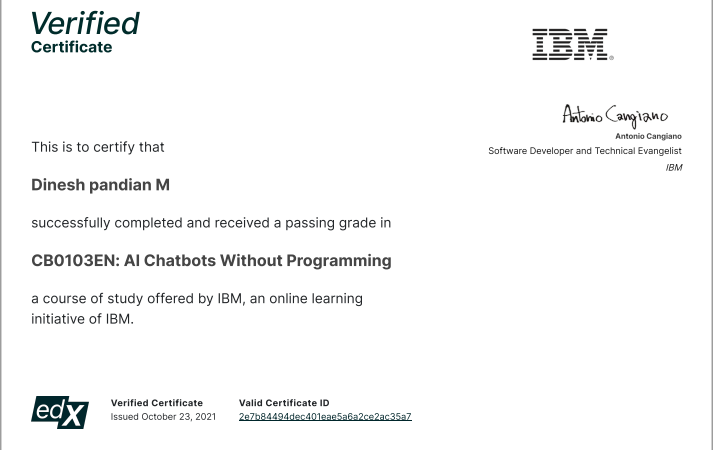 Verified
Certificate
IBM®
Antonio Cangiano
Antonio Cangiano
Software Developer and Technical Evangelist
IBM
This is to certify that
Dinesh pandian M
successfully completed and received a passing grade in
CB0103EN: AI Chatbots Without Programming
a course of study offered by IBM, an online learning
initiative of IBM.
edX
Verified Certificate
Issued October 23, 2021
Valid Certificate ID
2e7b84494dec401eae5a6a2ce2ac35a7